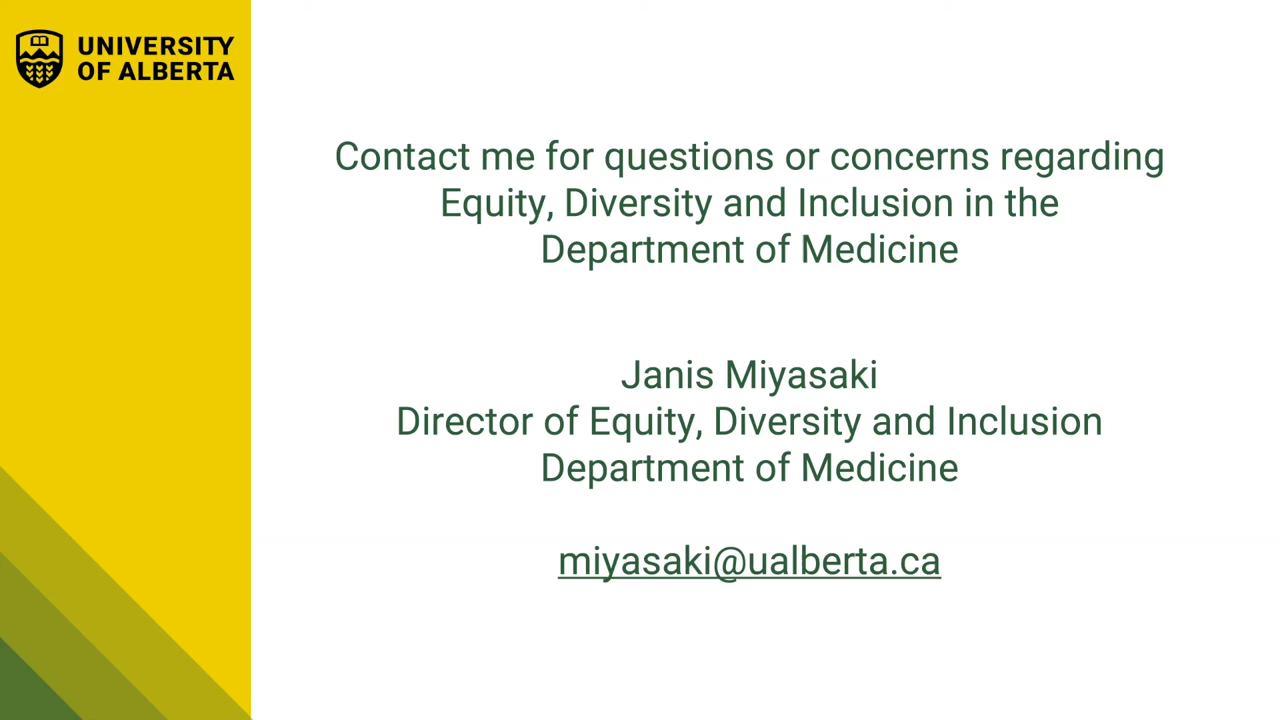 UNIVERSITY
OF ALBERTA
Contact me for questions or concerns regarding
Equity, Diversity and Inclusion in the
Department of Medicine
Janis Miyasaki
Director of Equity, Diversity and Inclusion
Department of Medicine
miyasaki@ualberta.ca